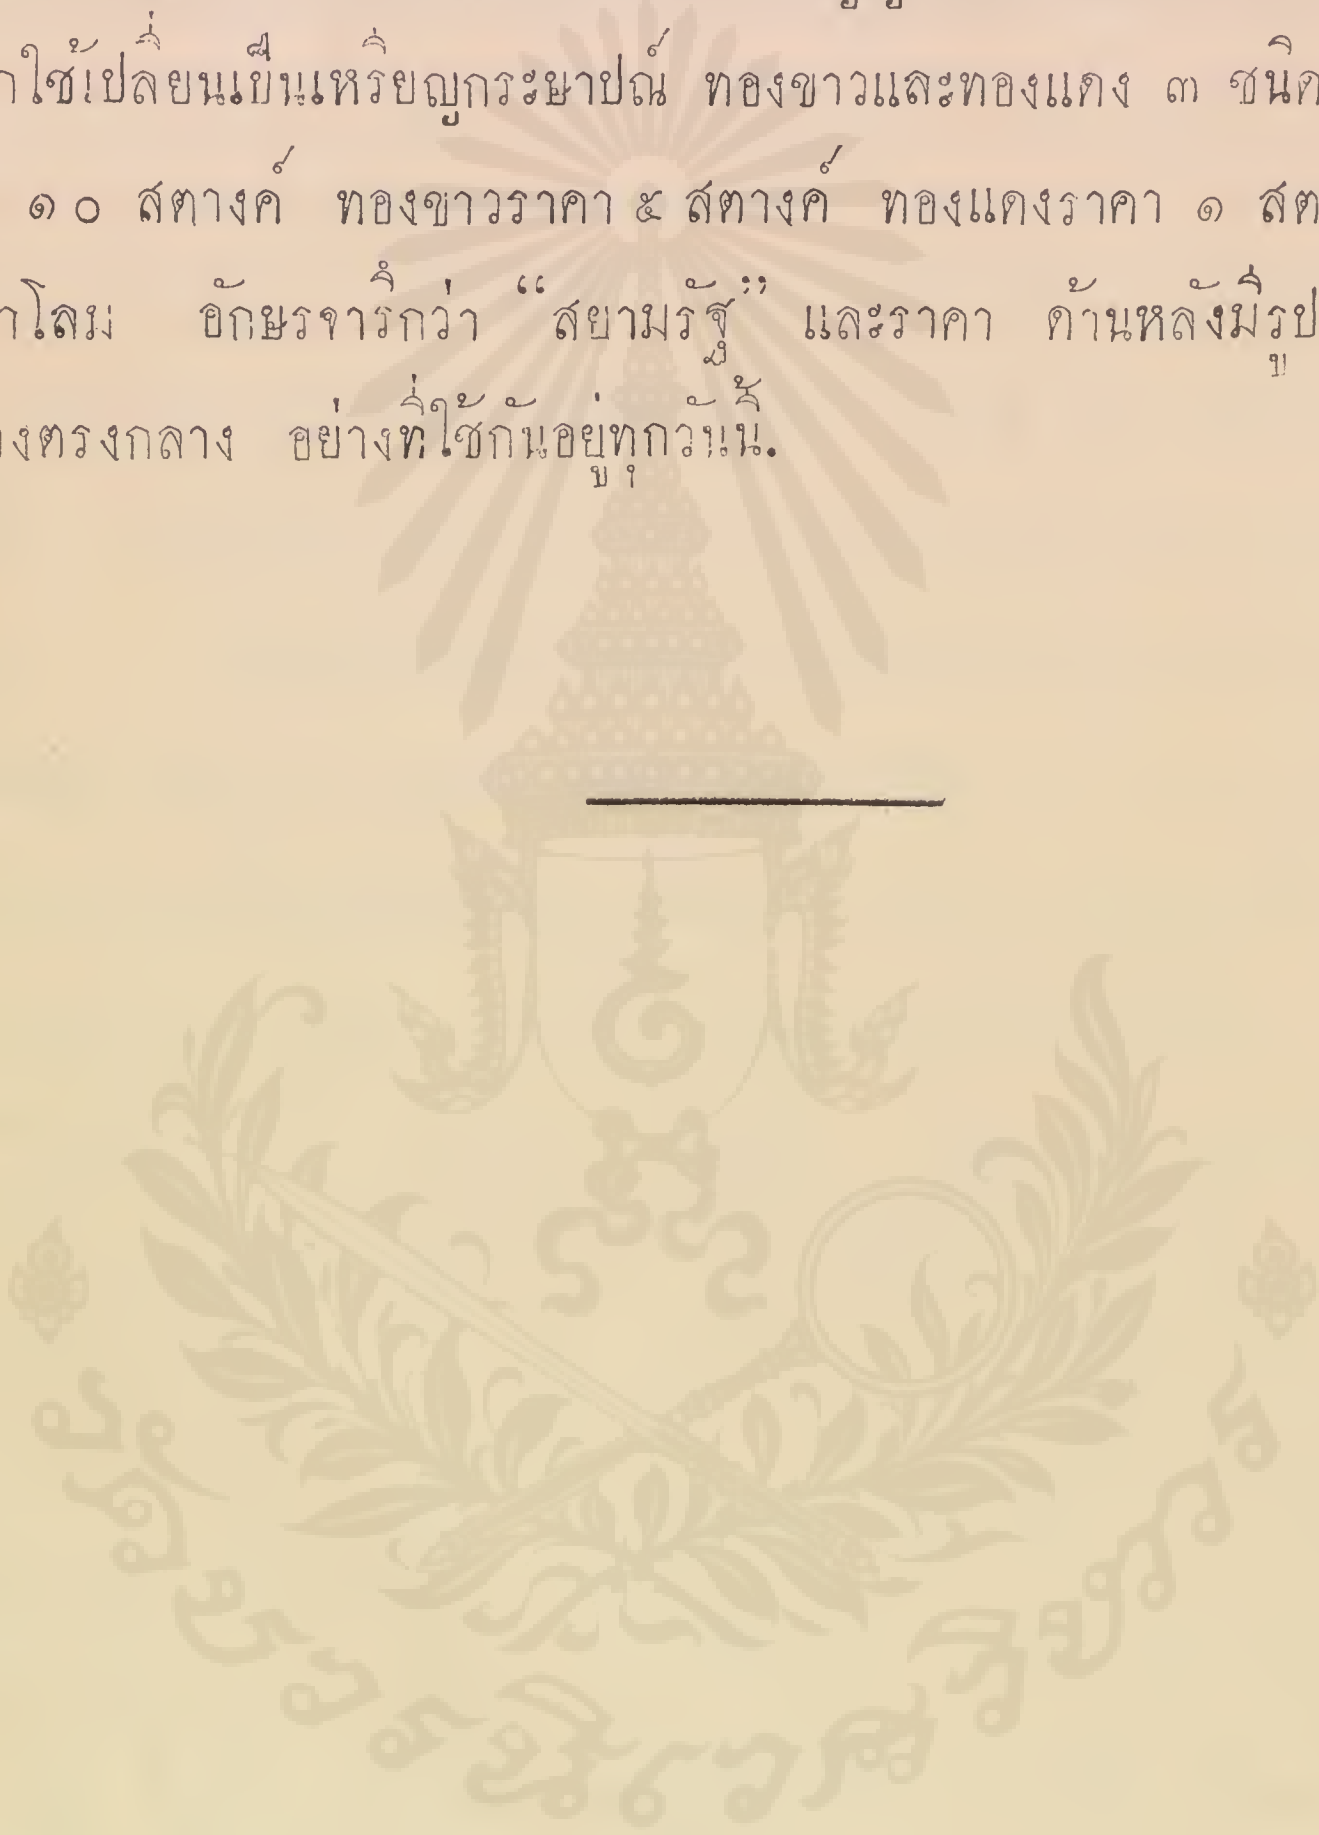 าใช้เปลี่ยนเป็นเหรียญกระษาปณ์ ทองขาวและทองแดง ๓ ชนิด
๑๐ สตางค์ ทองขาวราคา ๕ สตางค์ ทองแดงราคา ๑ สต
าโลม อักษรจาริกว่า “สยามรัฐ” และราคา ด้านหลังมีรูป
งตรงกลาง อย่างที่ใช้กันอยู่ทุกวันนี้.